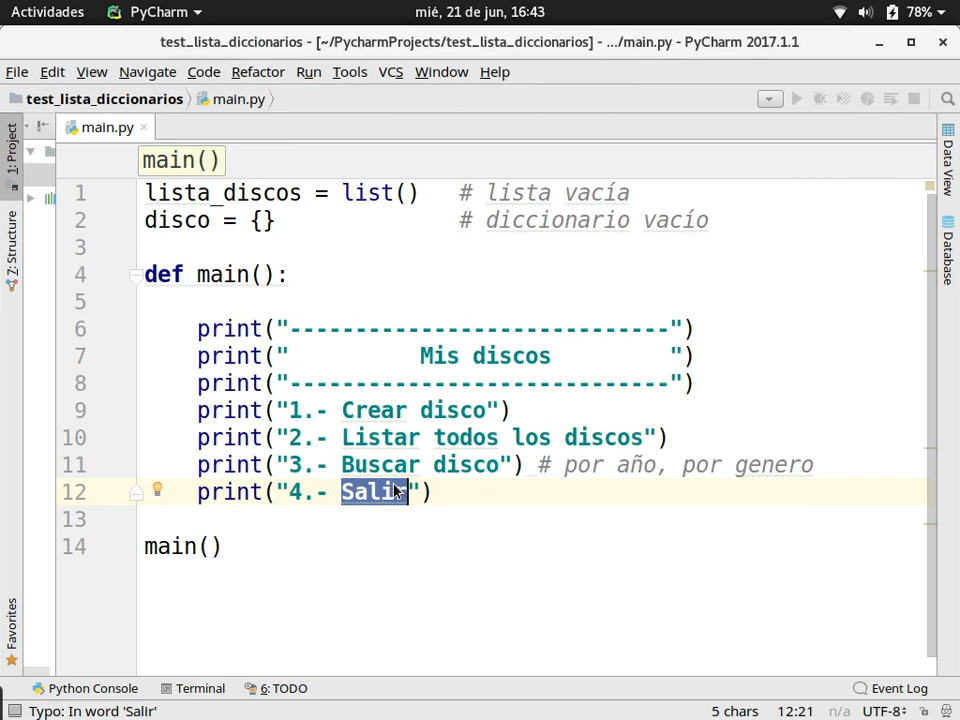 Actividades PyCharm mié, 21 de jun, 16:43 78%
test_lista_diccionarios - [~/PycharmProjects/test_lista_diccionarios] - .../main.py - PyCharm 2017.1.1
File Edit View Navigate Code Refactor Run Tools VCS Window Help
test_lista_diccionarios main.py
1: Project
main.py
main()
1 lista_discos = list() # lista vacía
2 disco = {} # diccionario vacío
3
4 def main():
5
6 print("-----------------------------")
7 print(" Mis discos ")
8 print("-----------------------------")
9 print("1.- Crear disco")
10 print("2.- Listar todos los discos")
11 print("3.- Buscar disco") # por año, por genero
12 print("4.- Salir")
13
14 main()
7: Structure
Favorites
Data View
Database
Python Console Terminal 6: TODO Event Log
Typo: In word 'Salir' 5 chars 12:21 n/a UTF-8